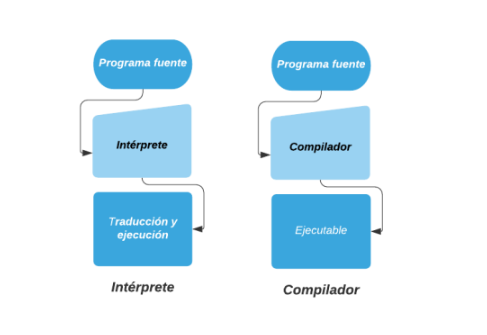 Programa fuente
Intérprete
Traducción y
ejecución
Intérprete
Programa fuente
Compilador
Ejecutable
Compilador